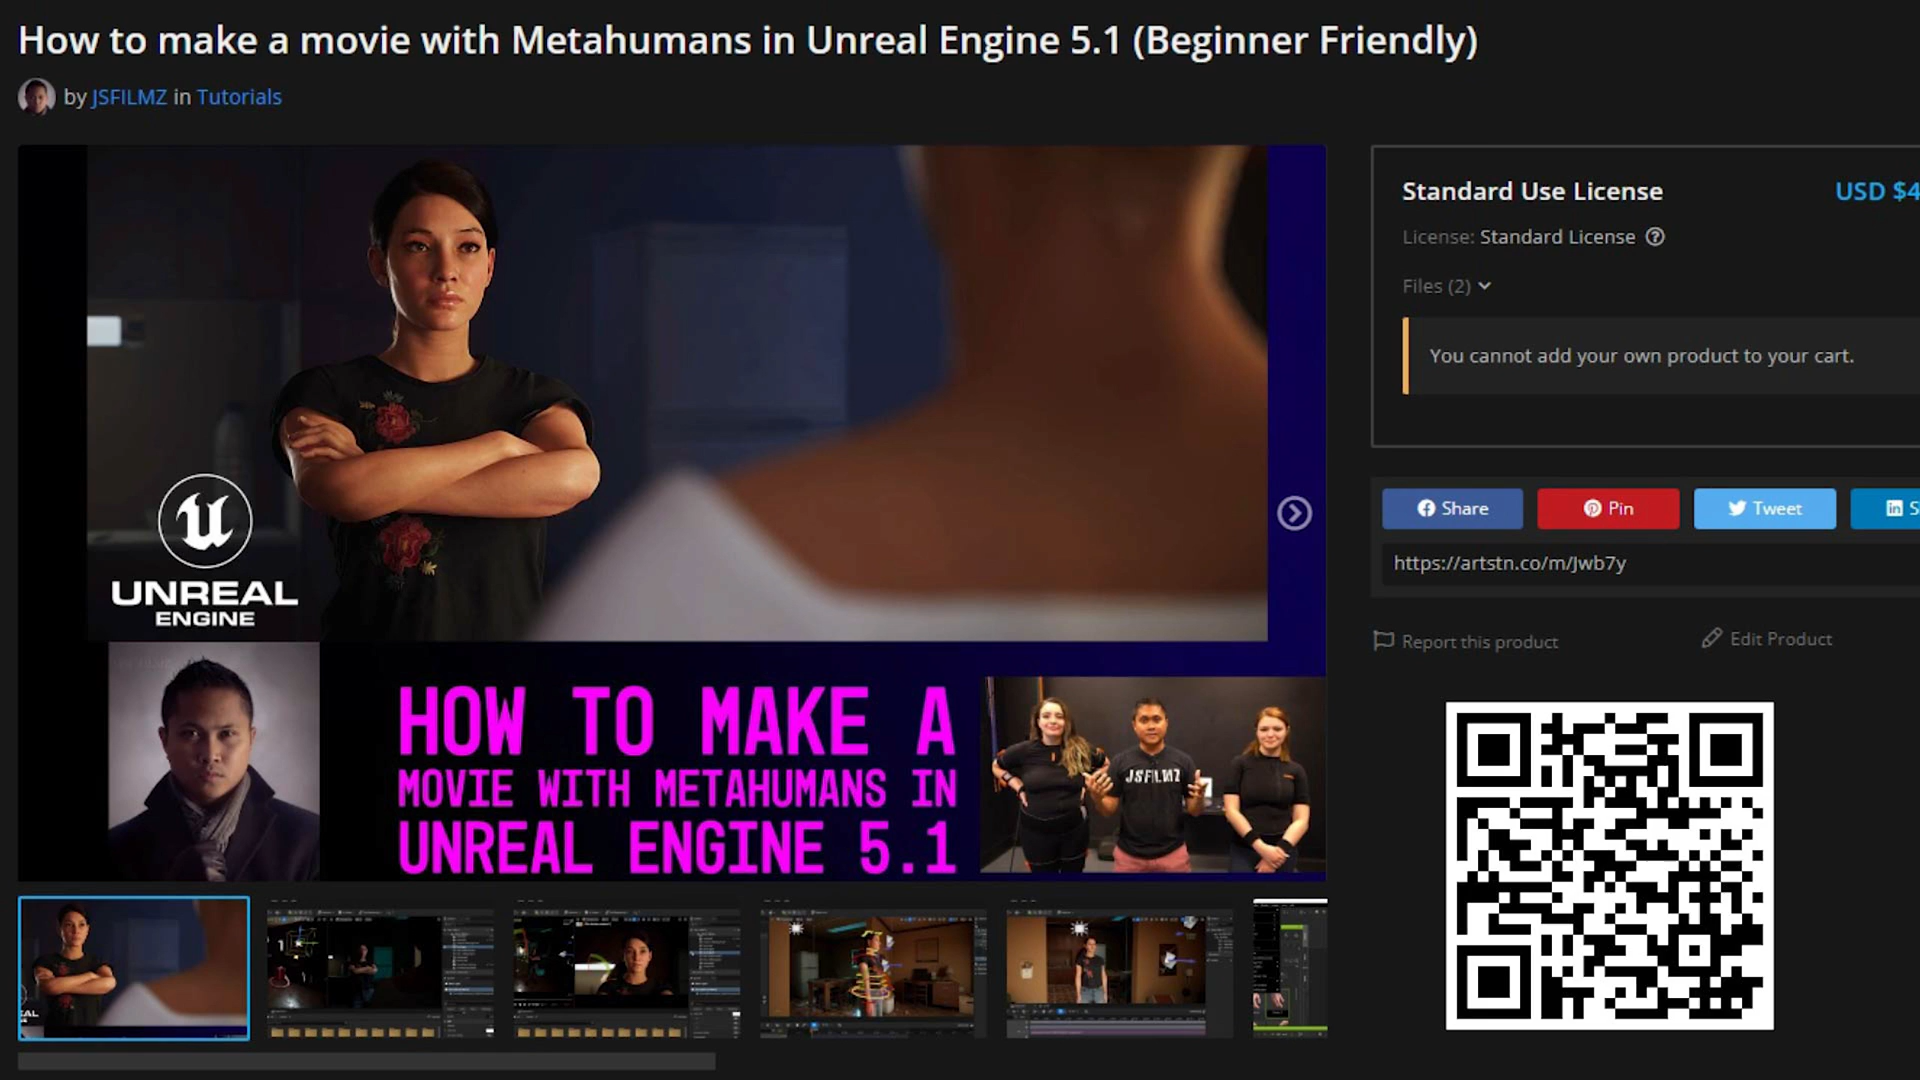 How to make a movie with Metahumans in Unreal Engine 5.1 (Beginner Friendly)
by JSFILMZ in Tutorials
Standard Use License
USD $4
License: Standard License
Files (2)
You cannot add your own product to your cart.
Share
Pin
Tweet
https://artstn.co/m/Jwb7y
Report this product
Edit Product
UNREAL
ENGINE
HOW TO MAKE A
MOVIE WITH METAHUMANS IN
UNREAL ENGINE 5.1
JSFILMZ